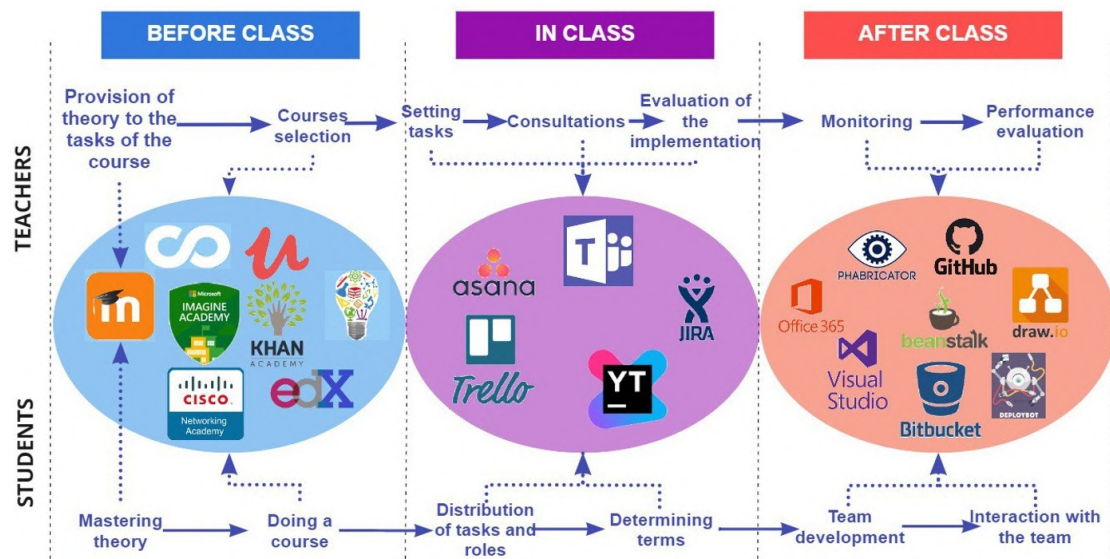 BEFORE CLASS
IN CLASS
AFTER CLASS
TEACHERS
Provision of
theory to the
tasks of the
course
Courses
selection
Setting
tasks
Consultations
Evaluation of
the
implementation
Monitoring
Performance
evaluation
m
Microsoft
IMAGINE
ACADEMY
KHAN
ACADEMY
CISCO
Networking
Academy
edX
asana
T
Trello
JIRA
YT
PHABRICATOR
GitHub
Office 365
beanstalk
draw.io
Visual
Studio
Bitbucket
DEPLOYBOT
STUDENTS
Mastering
theory
Doing a
course
Distribution
of tasks and
roles
Determining
terms
Team
development
Interaction with
the team